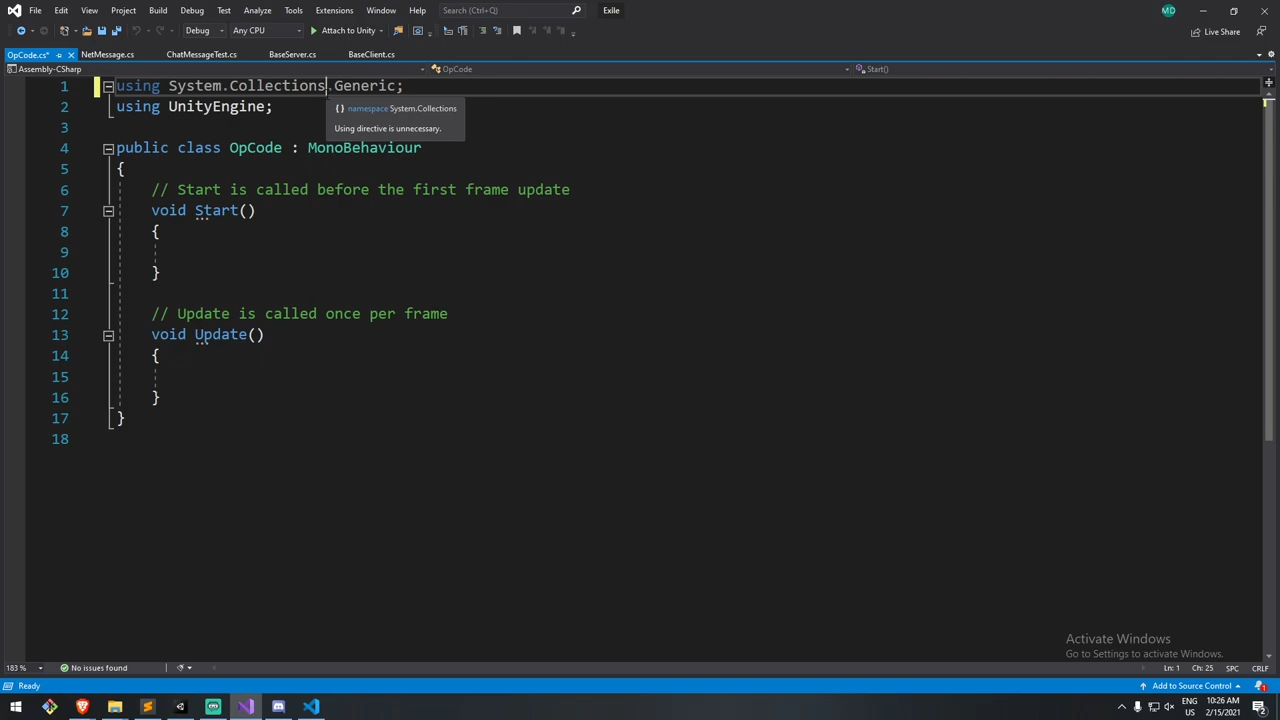 File Edit View Project Build Debug Test Analyze Tools Extensions Window Help Search (Ctrl+Q) Exile MD
Debug Any CPU Attach to Unity Live Share
OpCode.cs* NetMessage.cs ChatMessageTest.cs BaseServer.cs BaseClient.cs
Assembly-CSharp OpCode Start()
1 using System.Collections.Generic;
2 using UnityEngine;
{ } namespace System.Collections
Using directive is unnecessary.
3
4 public class OpCode : MonoBehaviour
5 {
6 // Start is called before the first frame update
7 void Start()
8 {
9
10 }
11
12 // Update is called once per frame
13 void Update()
14 {
15
16 }
17 }
18
Activate Windows
Go to Settings to activate Windows.
183 % No issues found Ln: 1 Ch: 25 SPC CRLF
Ready Add to Source Control 1
ENG 10:26 AM
US 2/15/2021 2